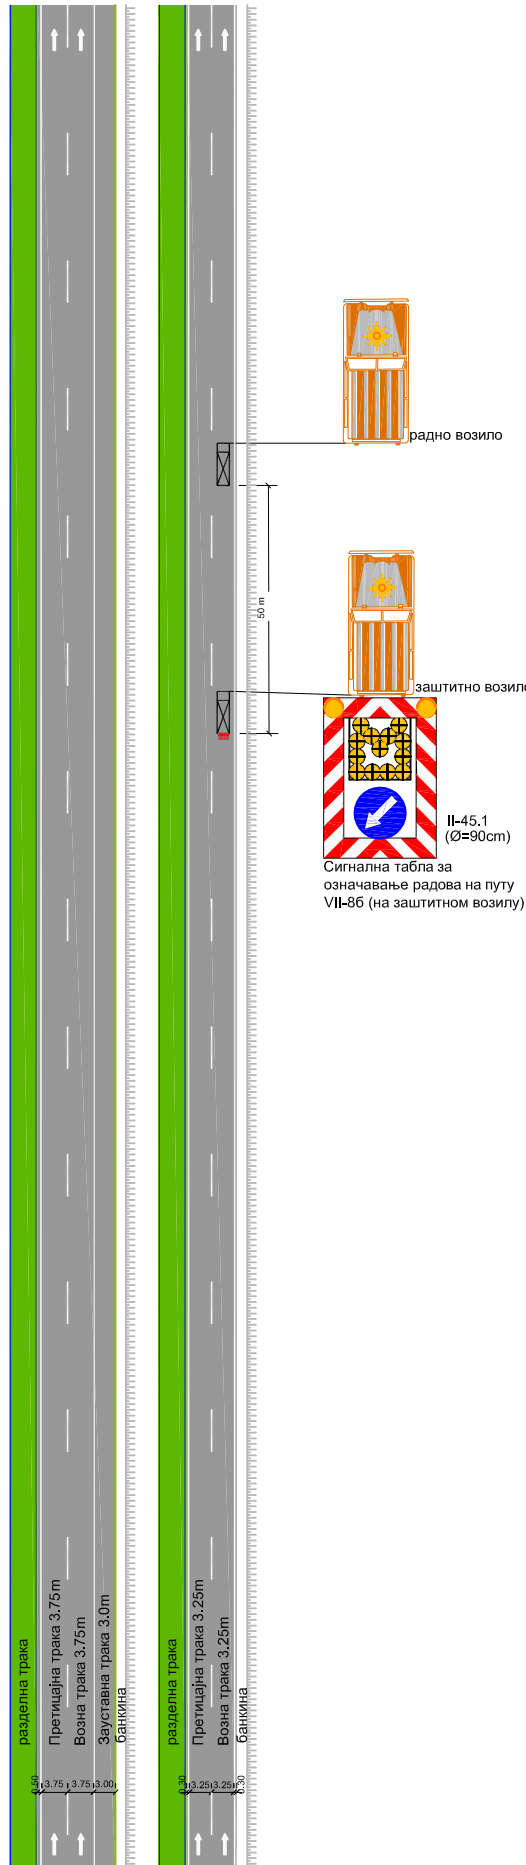 радно возило
50 m
заштитно возило
II-45.1
(Ø=90cm)
Сигнална табла за
означавање радова на путу
VII-8б (на заштитном возилу)
разделна трака
Претицајна трака 3.75m
Возна трака 3.75m
Зауставна трака 3.0m
банкина
разделна трака
Претицајна трака 3.25m
Возна трака 3.25m
банкина
0.50 3.75 3.75 3.00
0.30 3.25 3.25 0.30